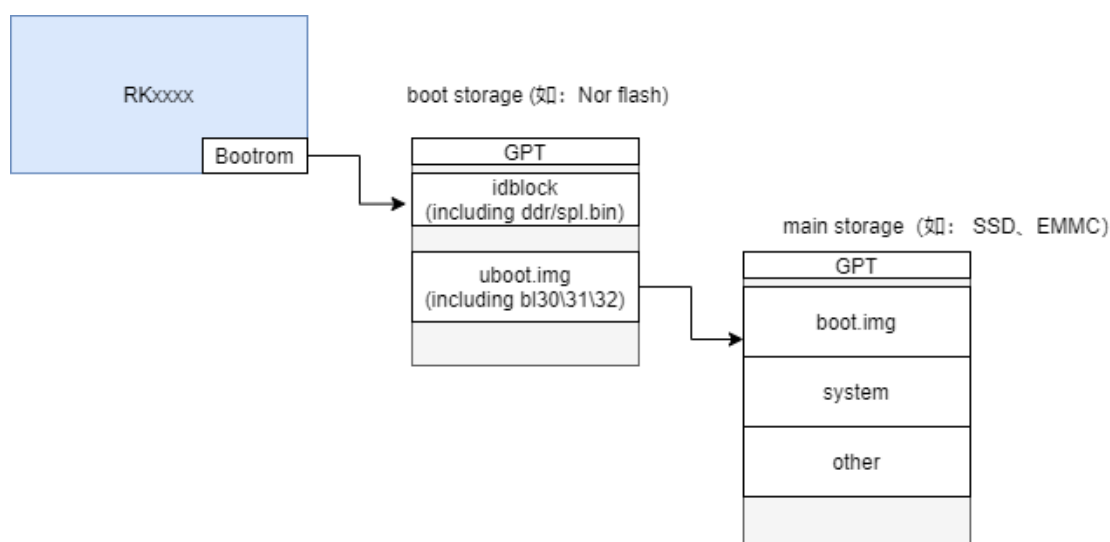 RKxxxx
Bootrom
boot storage (如：Nor flash)
GPT
idblock
(including ddr/spl.bin)
uboot.img
(including bl30\31\32)
main storage（如： SSD、EMMC)
GPT
boot.img
system
other